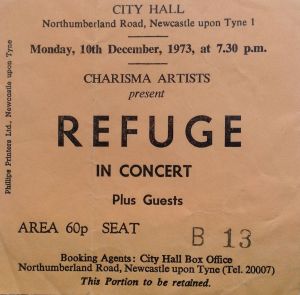 CITY HALL
Northumberland Road, Newcastle upon Tyne 1
Monday, 10th December, 1973, at 7.30 p.m.
CHARISMA ARTISTS
present
REFUGE
IN CONCERT
Plus Guests
AREA 60p SEAT B 13
Booking Agents: City Hall Box Office
Northumberland Road, Newcastle upon Tyne (Tel. 20007)
This Portion to be retained.
Phillips Printers Ltd., Newcastle upon Tyne